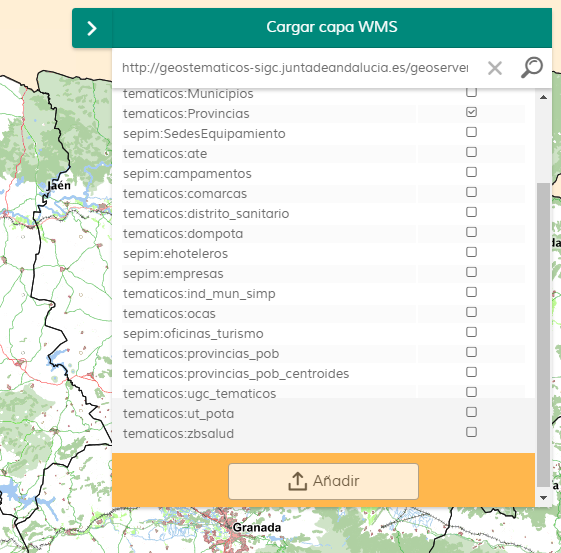 Cargar capa WMS
http://geostematicos-sigc.juntadeandalucia.es/geoserver
tematicos:Municipios
tematicos:Provincias
sepim:SedesEquipamiento
tematicos:ate
sepim:campamentos
tematicos:comarcas
tematicos:distrito_sanitario
tematicos:dompota
sepim:ehoteleros
sepim:empresas
tematicos:ind_mun_simp
tematicos:ocas
sepim:oficinas_turismo
tematicos:provincias_pob
tematicos:provincias_pob_centroides
tematicos:ugc_tematicos
tematicos:ut_pota
tematicos:zbsalud
Añadir
Jaén
Granada